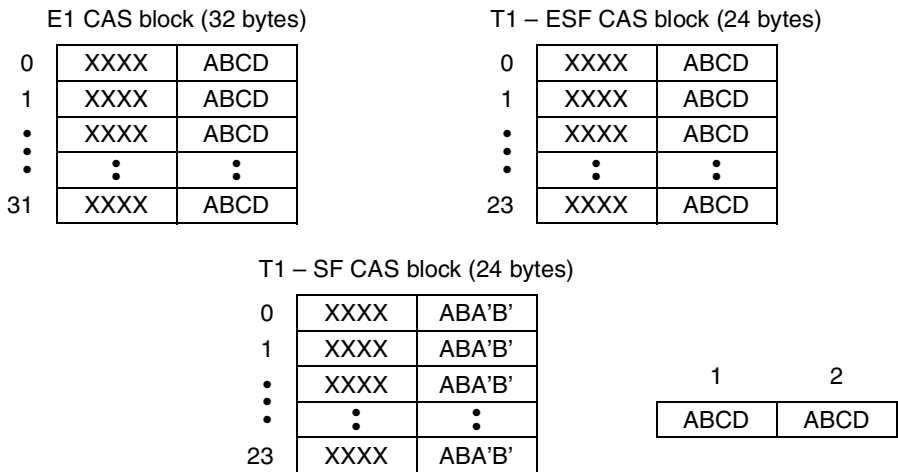 E1 CAS block (32 bytes)
0 XXXX ABCD
1 XXXX ABCD
XXXX ABCD
31 XXXX ABCD
T1 – ESF CAS block (24 bytes)
0 XXXX ABCD
1 XXXX ABCD
XXXX ABCD
23 XXXX ABCD
T1 – SF CAS block (24 bytes)
0 XXXX ABA'B'
1 XXXX ABA'B'
XXXX ABA'B'
23 XXXX ABA'B'
1 2
ABCD ABCD